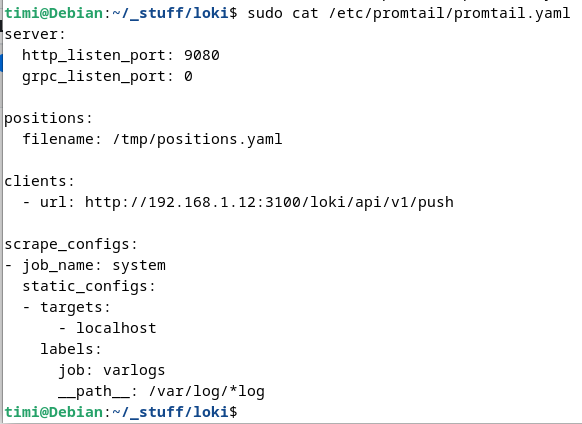 timi@Debian:~/_stuff/loki$ sudo cat /etc/promtail/promtail.yaml
server:
  http_listen_port: 9080
  grpc_listen_port: 0

positions:
  filename: /tmp/positions.yaml

clients:
  - url: http://192.168.1.12:3100/loki/api/v1/push

scrape_configs:
- job_name: system
  static_configs:
  - targets:
      - localhost
    labels:
      job: varlogs
      __path__: /var/log/*log
timi@Debian:~/_stuff/loki$